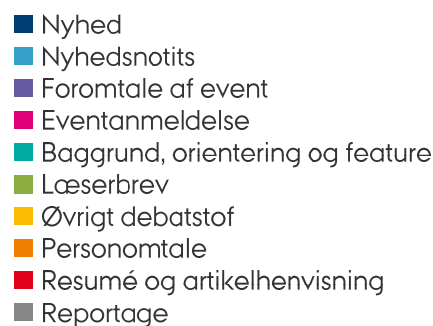 Nyhed
Nyhedsnotits
Foromtale af event
Eventanmeldelse
Baggrund, orientering og feature
Læserbrev
Øvrigt debatstof
Personomtale
Resumé og artikelhenvisning
Reportage